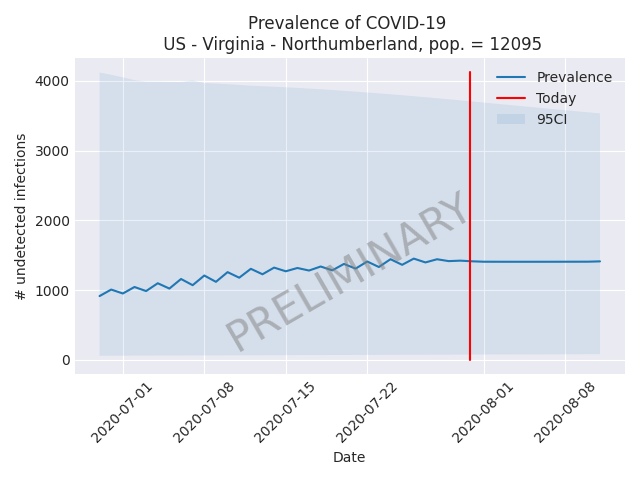 Prevalence of COVID-19
US - Virginia - Northumberland, pop. = 12095
Prevalence
Today
95CI
# undetected infections
4000
3000
2000
1000
0
PRELIMINARY
2020-07-01
2020-07-08
2020-07-15
2020-07-22
2020-08-01
2020-08-08
Date